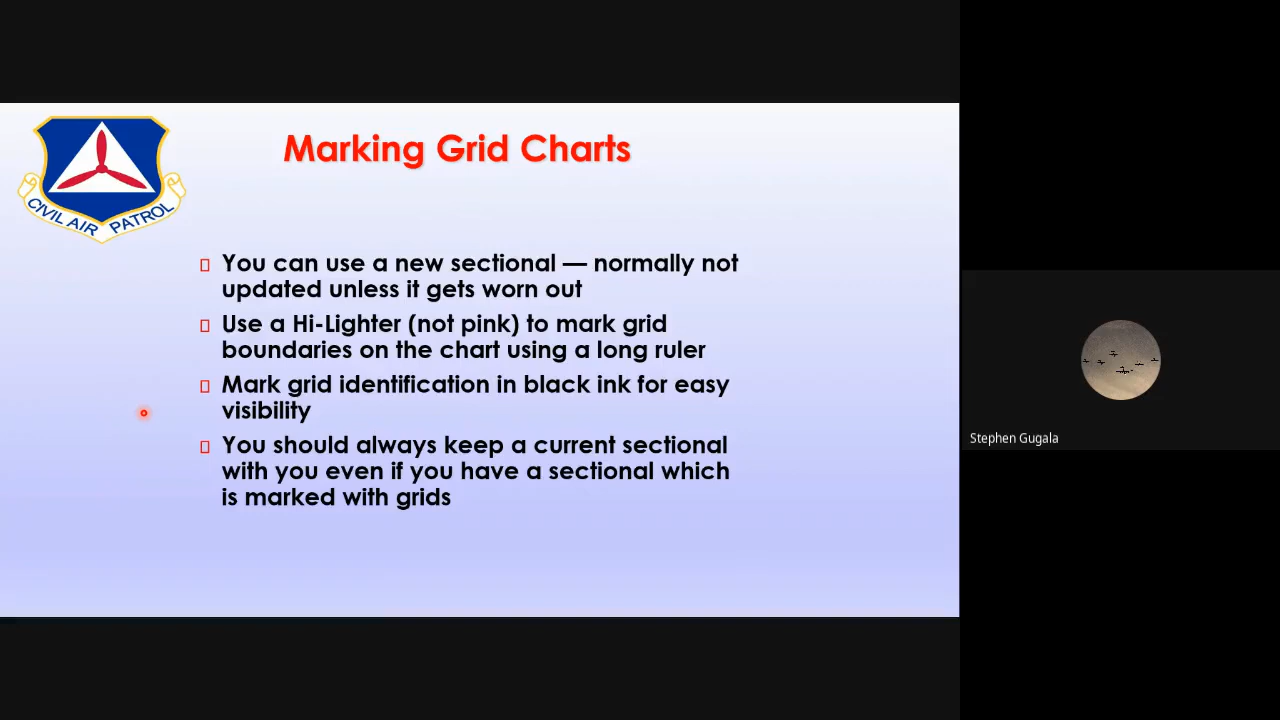 Marking Grid Charts
CIVIL AIR PATROL
You can use a new sectional — normally not
updated unless it gets worn out
Use a Hi-Lighter (not pink) to mark grid
boundaries on the chart using a long ruler
Mark grid identification in black ink for easy
visibility
You should always keep a current sectional
with you even if you have a sectional which
is marked with grids
Stephen Gugala